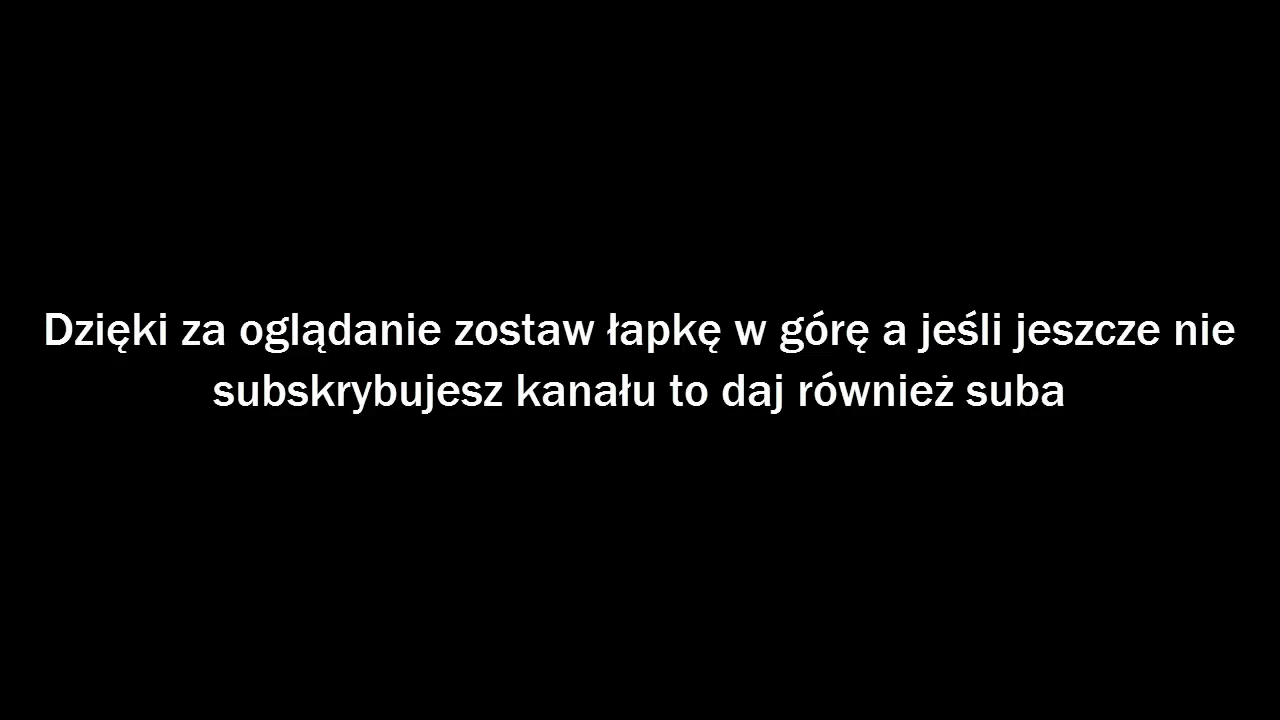 Dzięki za oglądanie zostaw łapkę w górę a jeśli jeszcze nie
subskrybujesz kanału to daj również suba